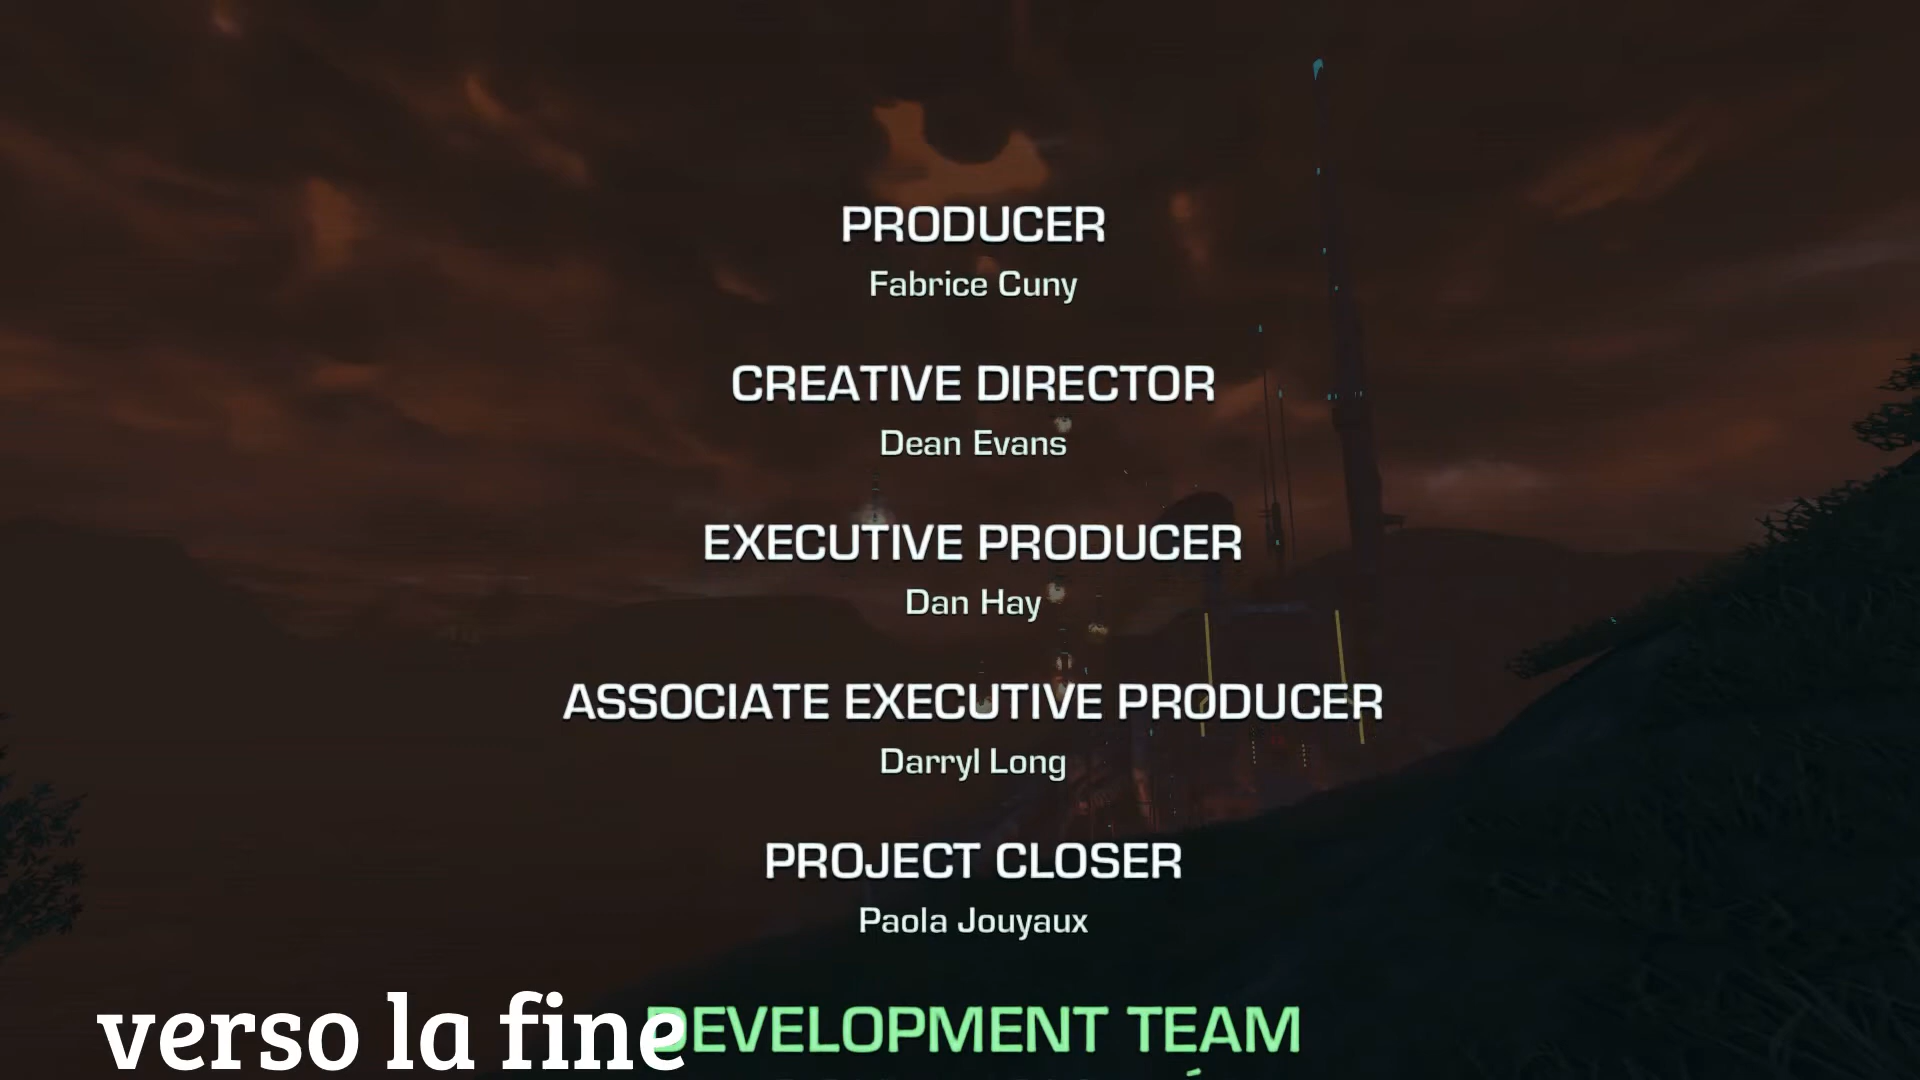 PRODUCER
Fabrice Cuny
CREATIVE DIRECTOR
Dean Evans
EXECUTIVE PRODUCER
Dan Hay
ASSOCIATE EXECUTIVE PRODUCER
Darryl Long
PROJECT CLOSER
Paola Jouyaux
DEVELOPMENT TEAM
verso la fine